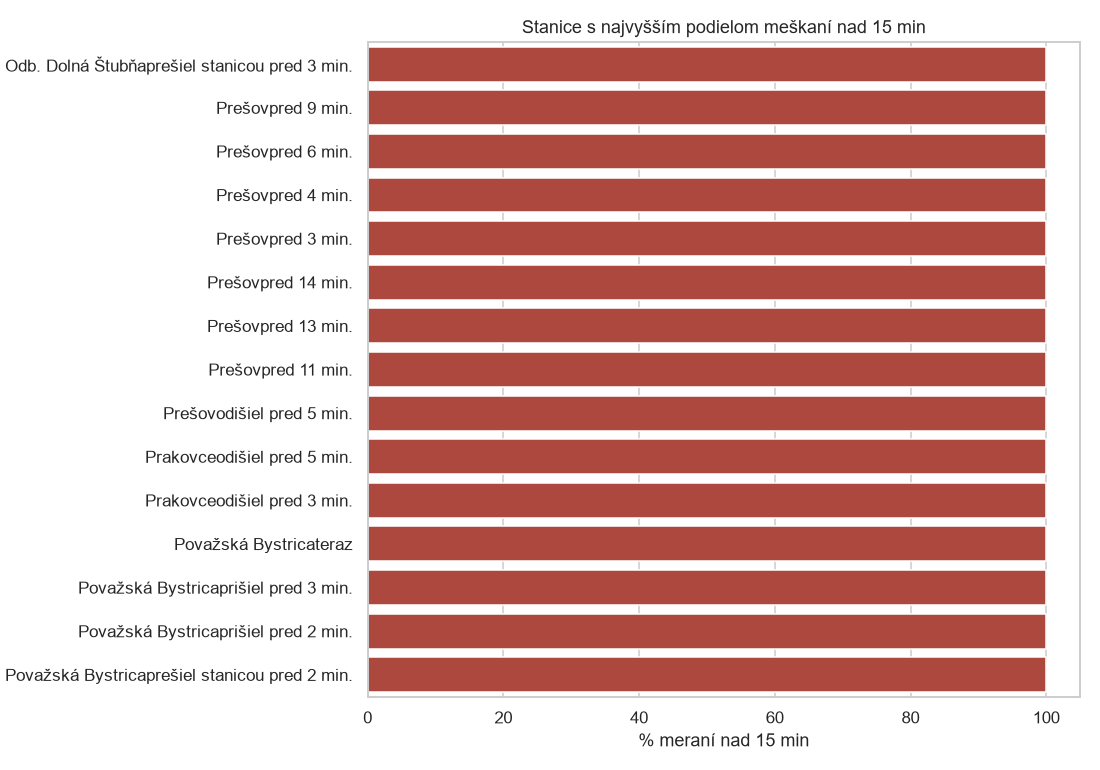 Stanice s najvyšším podielom meškaní nad 15 min
Odb. Dolná Štubňaprešiel stanicou pred 3 min.
Prešovpred 9 min.
Prešovpred 6 min.
Prešovpred 4 min.
Prešovpred 3 min.
Prešovpred 14 min.
Prešovpred 13 min.
Prešovpred 11 min.
Prešovodišiel pred 5 min.
Prakovceodišiel pred 5 min.
Prakovceodišiel pred 3 min.
Považská Bystricateraz
Považská Bystricaprišiel pred 3 min.
Považská Bystricaprišiel pred 2 min.
Považská Bystricaprešiel stanicou pred 2 min.
0 20 40 60 80 100
% meraní nad 15 min